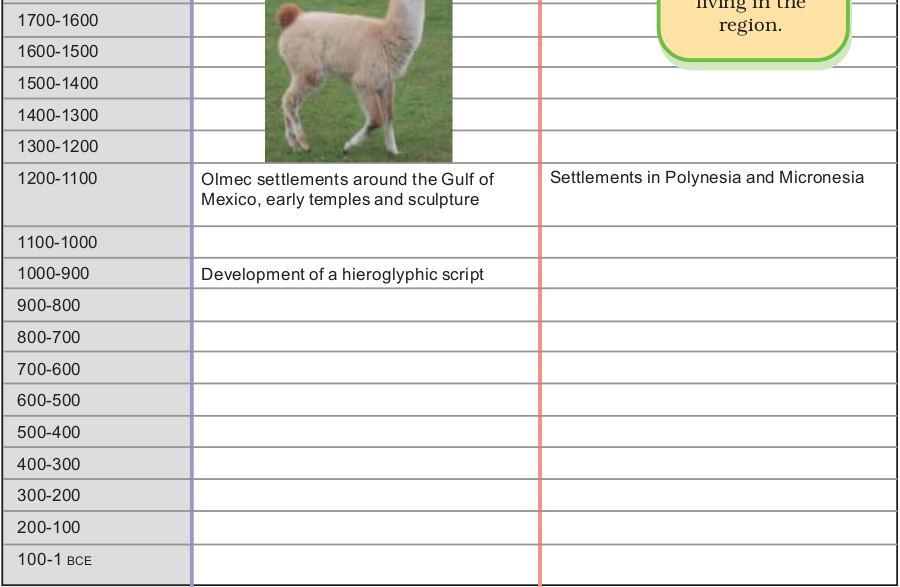 living in the
region.
1700-1600
1600-1500
1500-1400
1400-1300
1300-1200
1200-1100
Olmec settlements around the Gulf of
Mexico, early temples and sculpture
Settlements in Polynesia and Micronesia
1100-1000
1000-900
Development of a hieroglyphic script
900-800
800-700
700-600
600-500
500-400
400-300
300-200
200-100
100-1 BCE